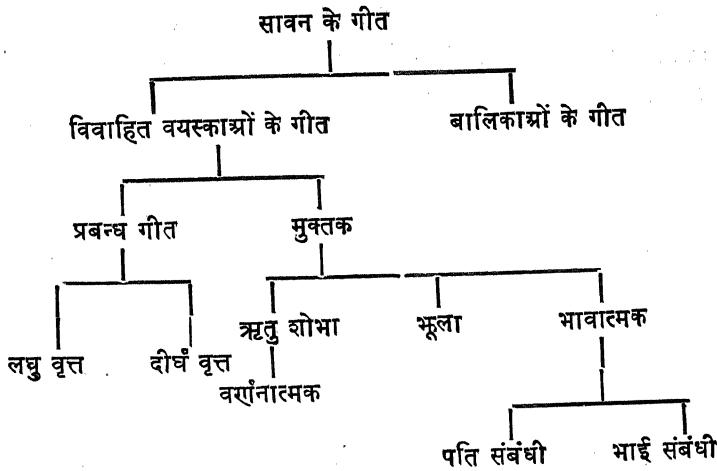 सावन के गीत
विवाहित वयस्काओं के गीत बालिकाओं के गीत
प्रबन्ध गीत मुक्तक
ऋतु शोभा झूला भावात्मक
लघु वृत्त दीर्घ वृत्त
वर्णनात्मक
पति संबंधी भाई संबंधी